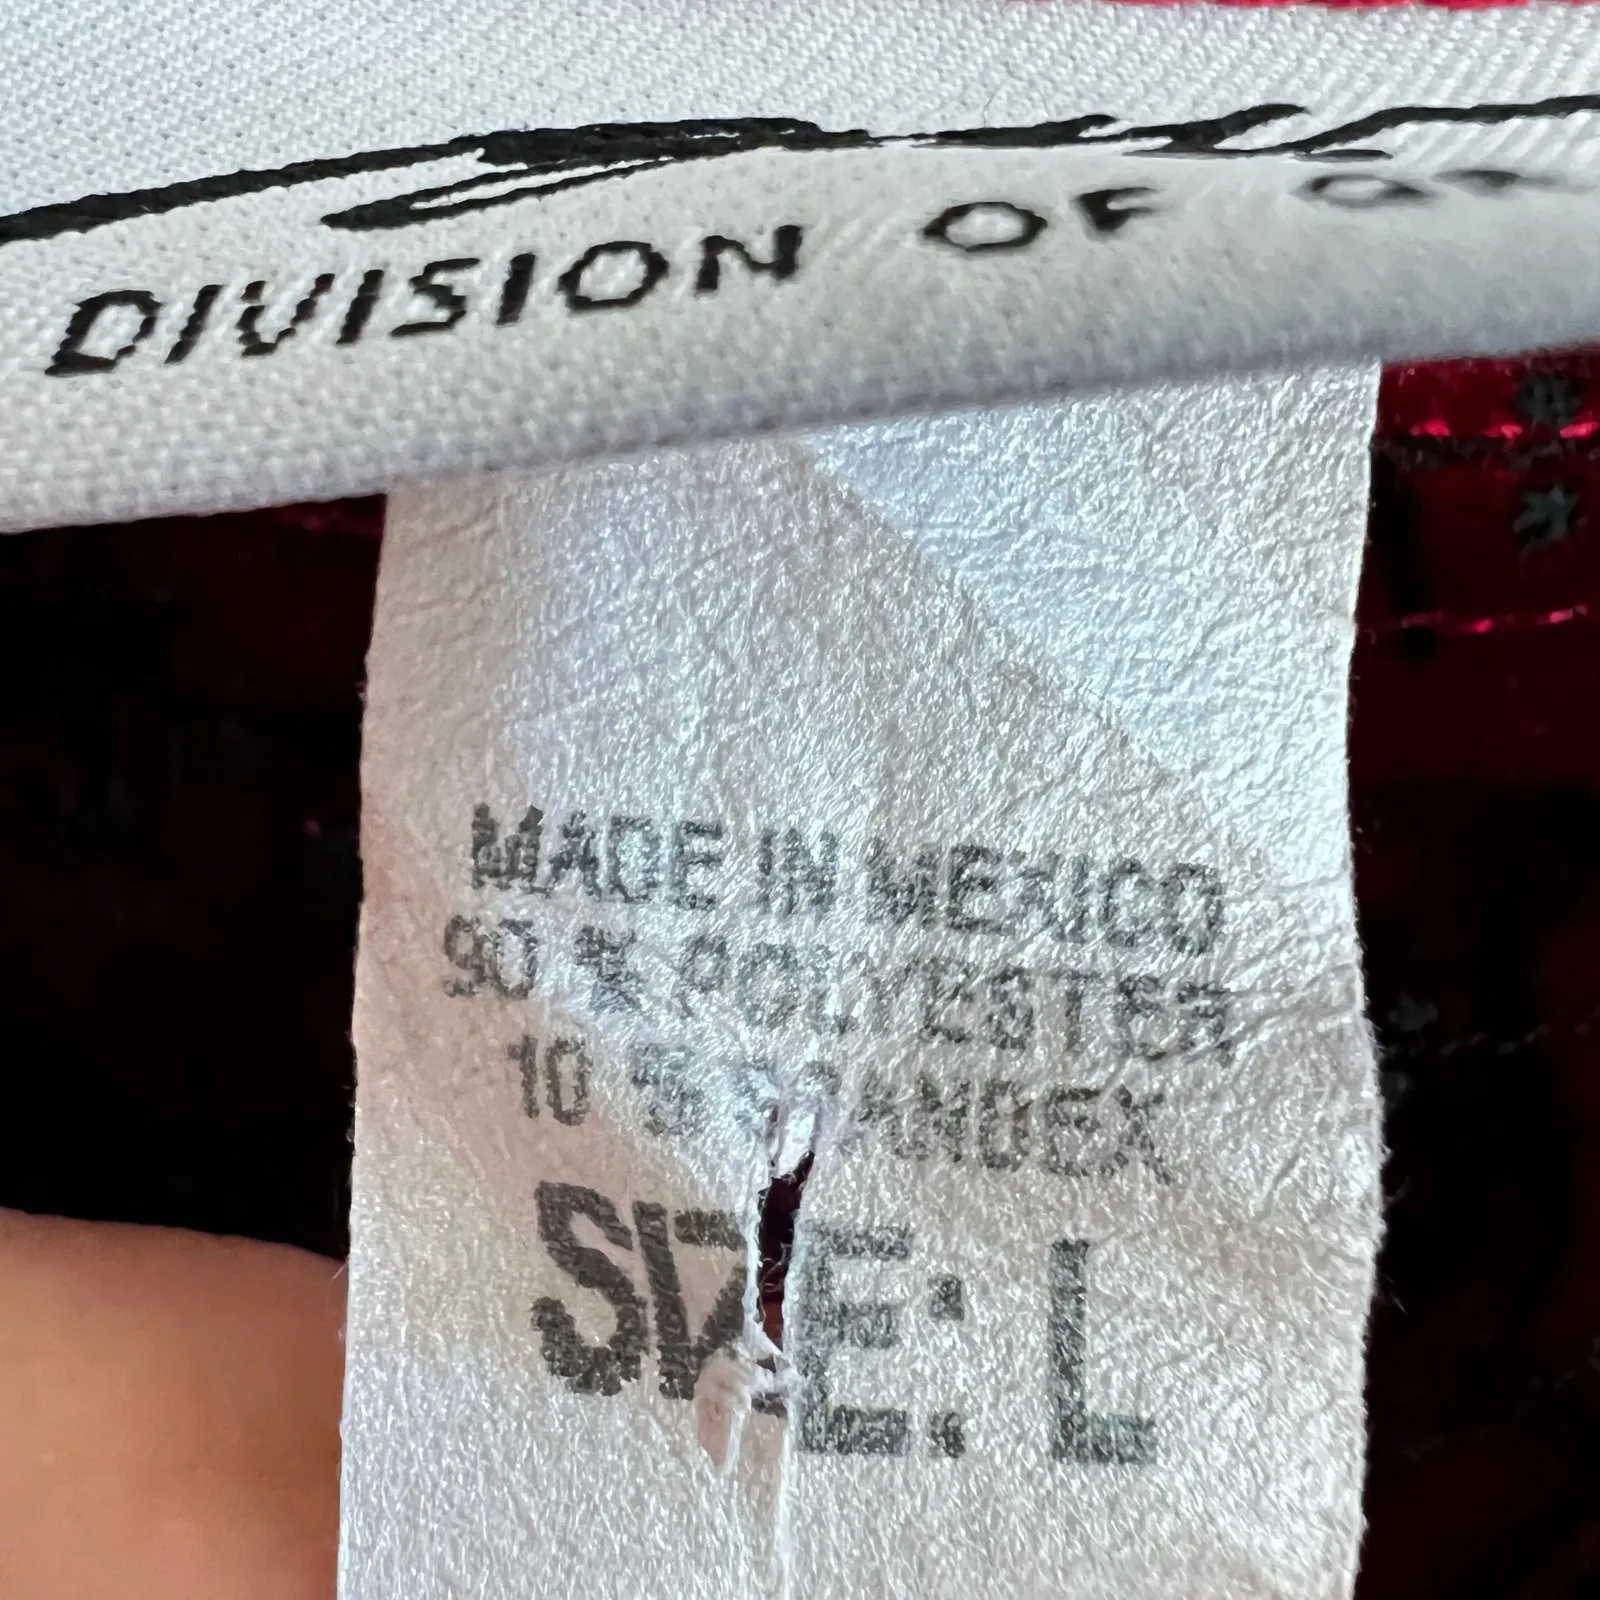 DIVISION OF
MADE IN MEXICO
90 % POLYESTER
10 % SPANDEX
SIZE: L